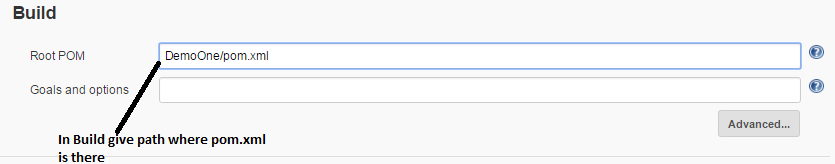 Build
Root POM
DemoOne/pom.xml
Goals and options
Advanced...
In Build give path where pom.xml
is there